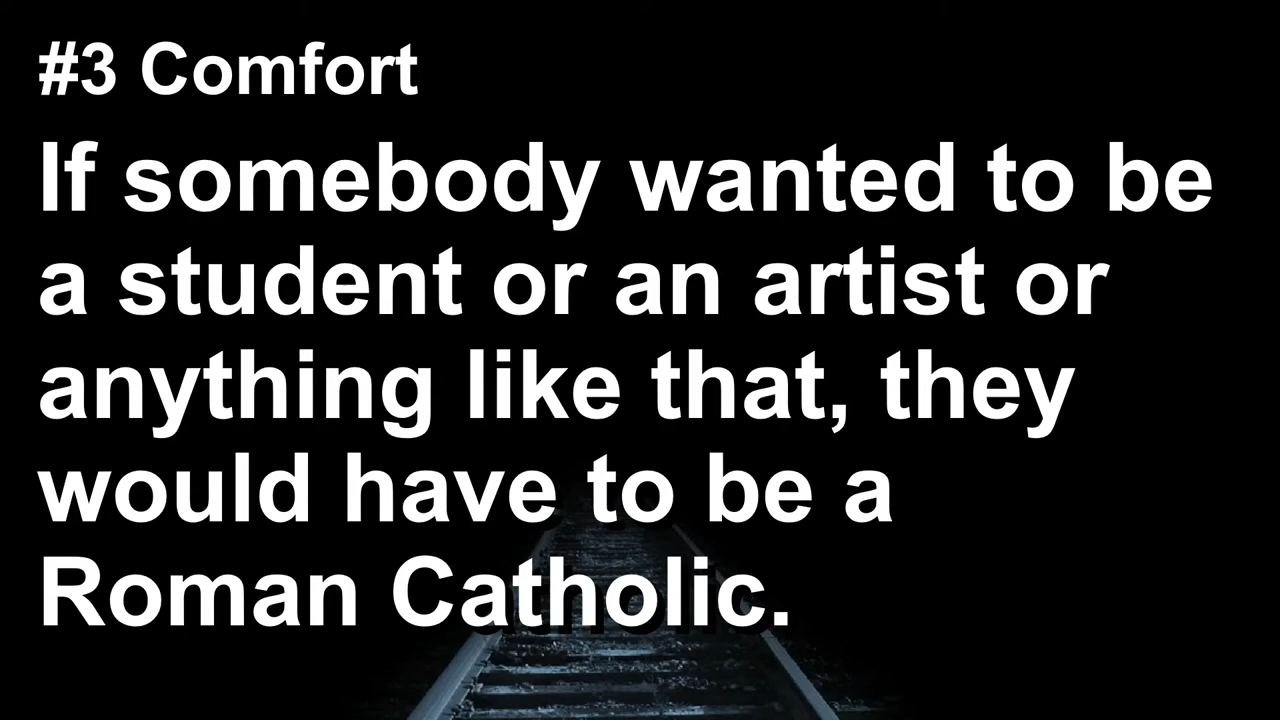 #3 Comfort
If somebody wanted to be
a student or an artist or
anything like that, they
would have to be a
Roman Catholic.